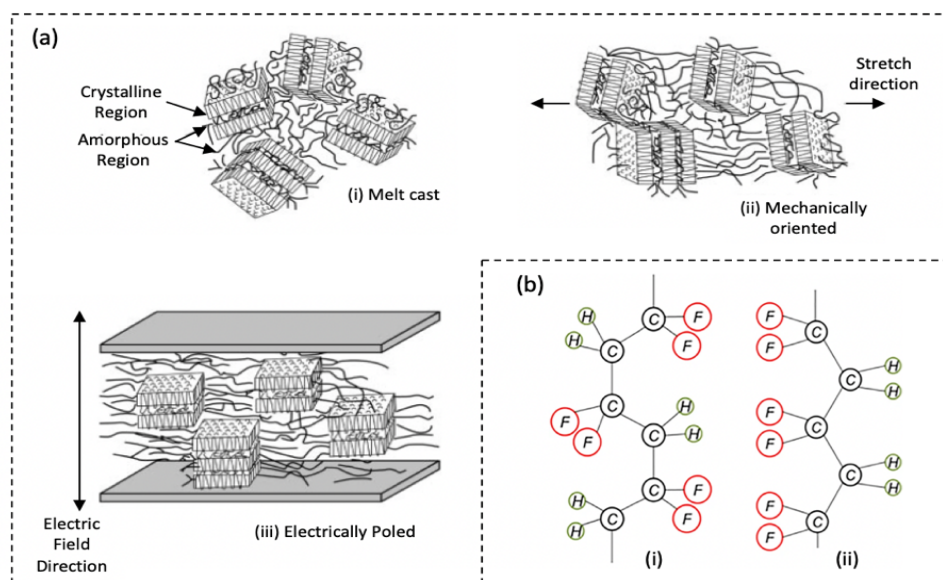 (a)
Crystalline
Region
Amorphous
Region
(i) Melt cast
Stretch
direction
(ii) Mechanically
oriented
Electric
Field
Direction
(iii) Electrically Poled
(b)
C F
H
F
H C
C H
F F C H
C F
H F
H C
(i)
F
F C
C H
H
F
F C
C H
H
F
F C
(ii)